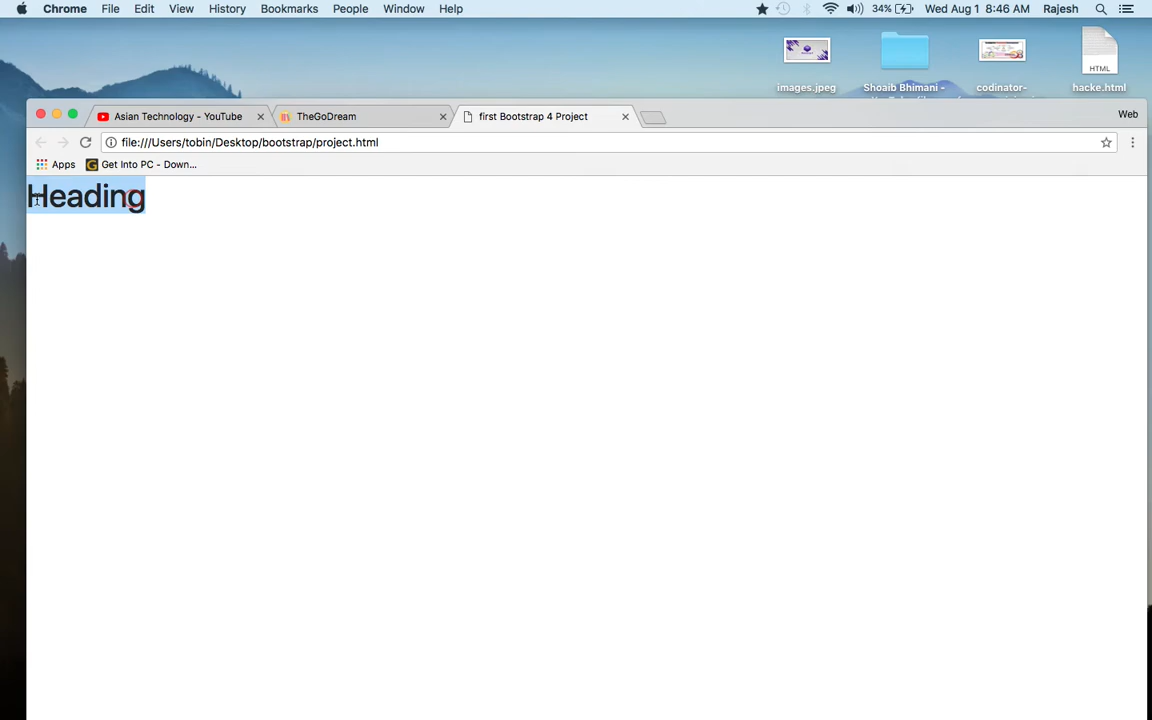 Chrome File Edit View History Bookmarks People Window Help 34% Wed Aug 1 8:46 AM Rajesh
HTML
images.jpeg Shoaib Bhimani - codinator- hacke.html
Asian Technology - YouTube TheGoDream first Bootstrap 4 Project Web
file:///Users/tobin/Desktop/bootstrap/project.html
Apps G Get Into PC - Down...
Heading